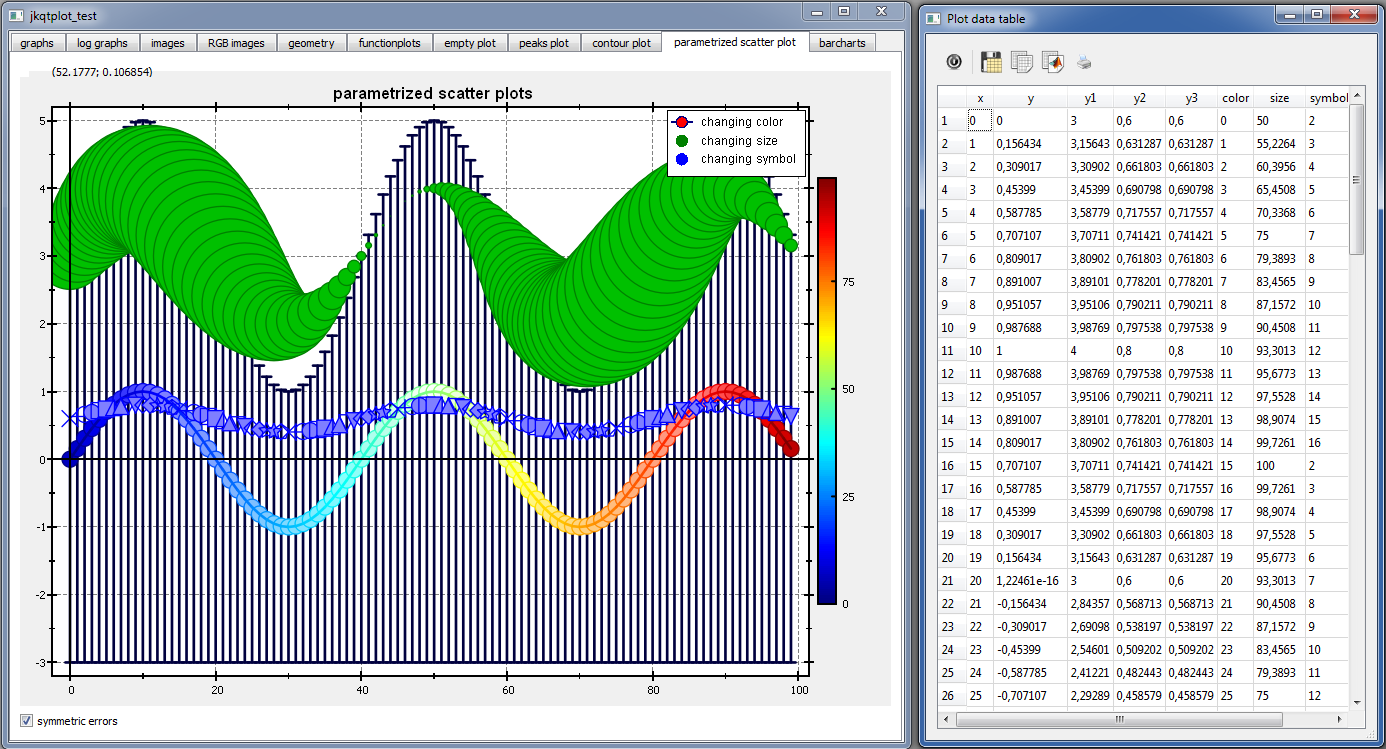 jkqtplot_test
graphs log graphs images RGB images geometry functionplots empty plot peaks plot contour plot parametrized scatter plot barcharts
(52.1777; 0.106854)
parametrized scatter plots
changing color
changing size
changing symbol
5
4
3
2
1
0
-1
-2
-3
0 20 40 60 80 100
75
50
25
0
symmetric errors
Plot data table
x y y1 y2 y3 color size symbol
1 0 0 3 0,6 0,6 0 50 2
2 1 0,156434 3,15643 0,631287 0,631287 1 55,2264 3
3 2 0,309017 3,30902 0,661803 0,661803 2 60,3956 4
4 3 0,45399 3,45399 0,690798 0,690798 3 65,4508 5
5 4 0,587785 3,58779 0,717557 0,717557 4 70,3368 6
6 5 0,707107 3,70711 0,741421 0,741421 5 75 7
7 6 0,809017 3,80902 0,761803 0,761803 6 79,3893 8
8 7 0,891007 3,89101 0,778201 0,778201 7 83,4565 9
9 8 0,951057 3,95106 0,790211 0,790211 8 87,1572 10
10 9 0,987688 3,98769 0,797538 0,797538 9 90,4508 11
11 10 1 4 0,8 0,8 10 93,3013 12
12 11 0,987688 3,98769 0,797538 0,797538 11 95,6773 13
13 12 0,951057 3,95106 0,790211 0,790211 12 97,5528 14
14 13 0,891007 3,89101 0,778201 0,778201 13 98,9074 15
15 14 0,809017 3,80902 0,761803 0,761803 14 99,7261 16
16 15 0,707107 3,70711 0,741421 0,741421 15 100 2
17 16 0,587785 3,58779 0,717557 0,717557 16 99,7261 3
18 17 0,45399 3,45399 0,690798 0,690798 17 98,9074 4
19 18 0,309017 3,30902 0,661803 0,661803 18 97,5528 5
20 19 0,156434 3,15643 0,631287 0,631287 19 95,6773 6
21 20 1,22461e-16 3 0,6 0,6 20 93,3013 7
22 21 -0,156434 2,84357 0,568713 0,568713 21 90,4508 8
23 22 -0,309017 2,69098 0,538197 0,538197 22 87,1572 9
24 23 -0,45399 2,54601 0,509202 0,509202 23 83,4565 10
25 24 -0,587785 2,41221 0,482443 0,482443 24 79,3893 11
26 25 -0,707107 2,29289 0,458579 0,458579 25 75 12